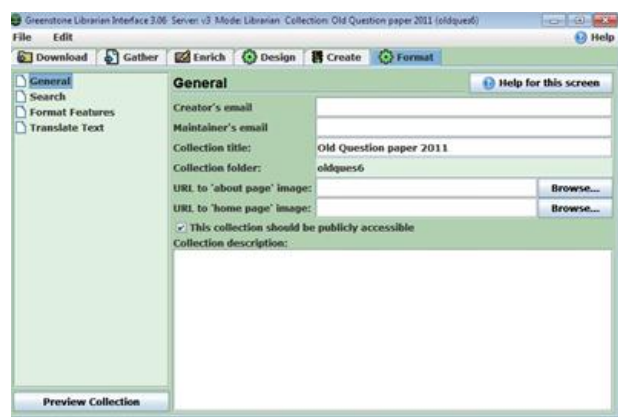 Greenstone Librarian Interface 3.06 Server: v3 Mode: Librarian Collection: Old Question paper 2011 (oldques6)
File Edit Help
Download Gather Enrich Design Create Format
General
Search
Format Features
Translate Text
General Help for this screen
Creator's email
Maintainer's email
Collection title: Old Question paper 2011
Collection folder: oldques6
URL to 'about page' image: Browse...
URL to 'home page' image: Browse...
This collection should be publicly accessible
Collection description:
Preview Collection